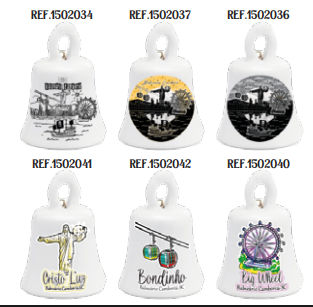 REF.1502034 REF.1502037 REF.1502036
REF.1502041 REF.1502042 REF.1502040
Cristo Luz
Balneário Camboriú SC
Bondinho
Balneário Camboriú SC
Big Wheel
Balneário Camboriú SC